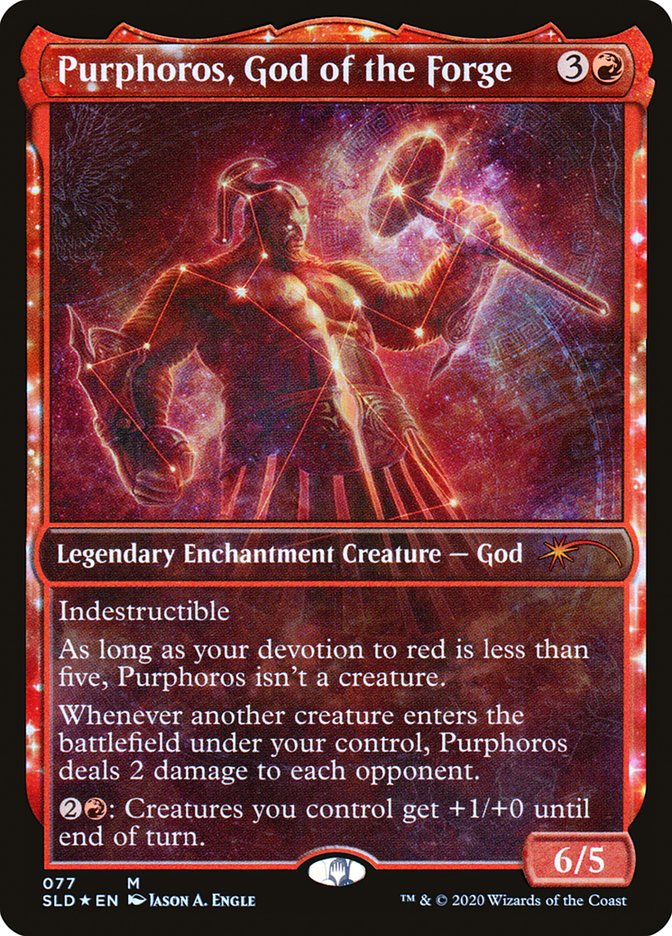 Purphoros, God of the Forge 3
Legendary Enchantment Creature — God
Indestructible
As long as your devotion to red is less than
five, Purphoros isn't a creature.
Whenever another creature enters the
battlefield under your control, Purphoros
deals 2 damage to each opponent.
2: Creatures you control get +1/+0 until
end of turn.
6/5
077 M
SLD★EN Jason A. Engle
™ & © 2020 Wizards of the Coast